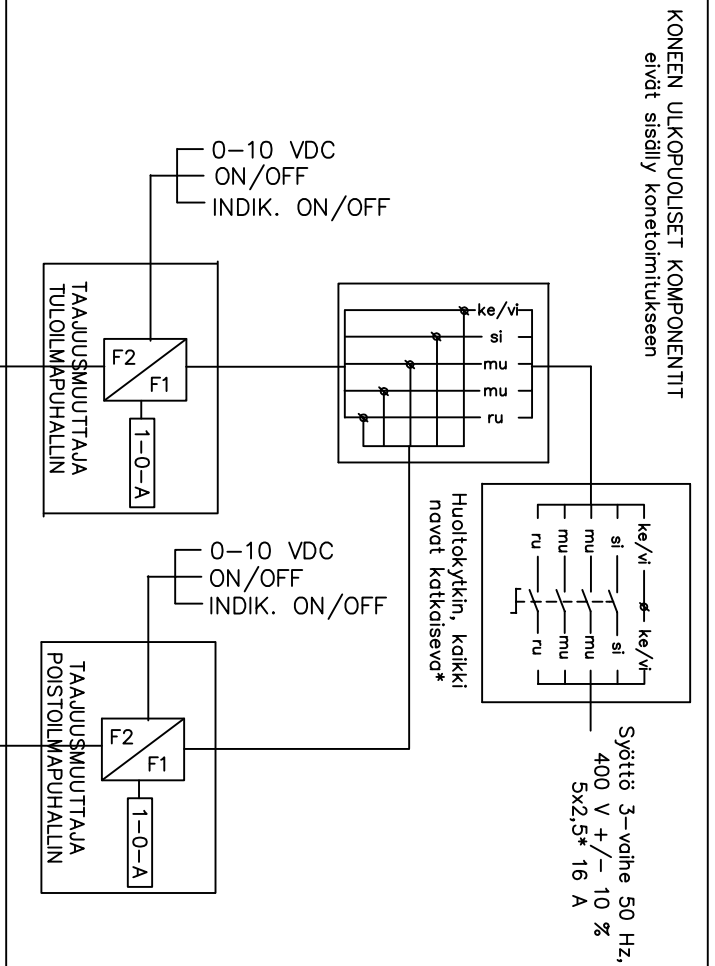 KONEEN ULKOPUOLISET KOMPONENTIT
eivät sisälly konetoimitukseen
0-10 VDC
ON/OFF
INDIK. ON/OFF
TAAJUUSMUUTTAJA
TULOILMAPUHALLIN
F2
F1
1-0-A
ke/vi
si
mu
mu
ru
Huoltokytkin, kaikki
navat katkaiseva*
ke/vi ke/vi
si si
mu mu
mu mu
ru ru
Syöttö 3-vaihe 50 Hz,
400 V +/- 10 %
5x2,5* 16 A
0-10 VDC
ON/OFF
INDIK. ON/OFF
TAAJUUSMUUTTAJA
POISTOILMAPUHALLIN
F2
F1
1-0-A